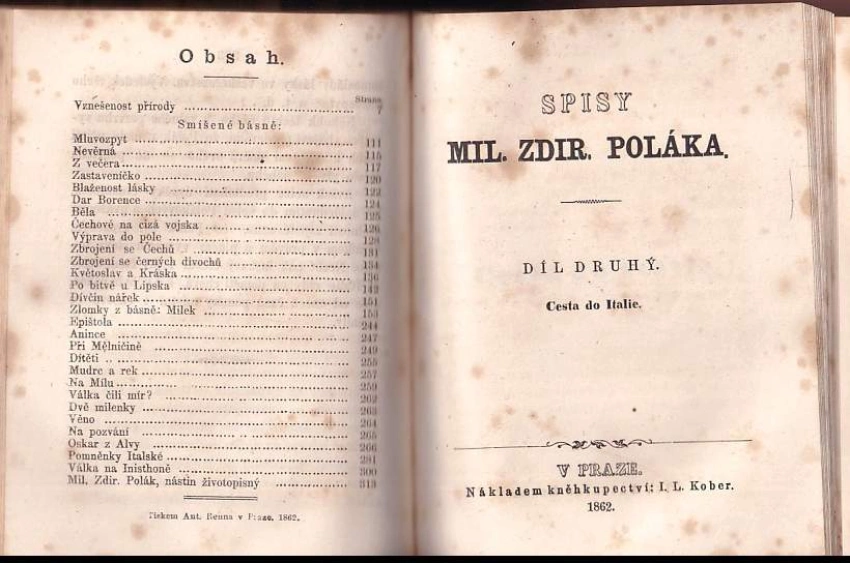 Obsah.
Strana
Vznešenost přírody 7
Smíšené básně:
Mluvozpyt 111
Nevěrná 115
Z večera 117
Zastaveníčko 120
Blaženost lásky 122
Dar Borence 124
Běla 125
Čechové na cizá vojska 126
Výprava do pole 128
Zbrojení se Čechů 131
Zbrojení se černých divochů 134
Květoslav a Kráska 136
Po bitvě u Lipska 142
Dívčin nářek 151
Zlomky z básně: Milek 153
Epištola 244
Anince 247
Při Mělničině 249
Dítěti 255
Mudrc a rek 257
Na Mílu 259
Válka čili mír? 262
Dvě milenky 263
Věno 264
Na pozvání 265
Oskar z Alvy 266
Pomněnky Italské 281
Válka na Inisthoně 300
Mil. Zdir. Polák, nástin životopisný 313
Tiskem Ant. Renna v Praze, 1862.
SPISY
MIL. ZDIR. POLÁKA.
DÍL DRUHÝ.
Cesta do Italie.
V PRAZE.
Nákladem kněhkupectví: I. L. Kober.
1862.